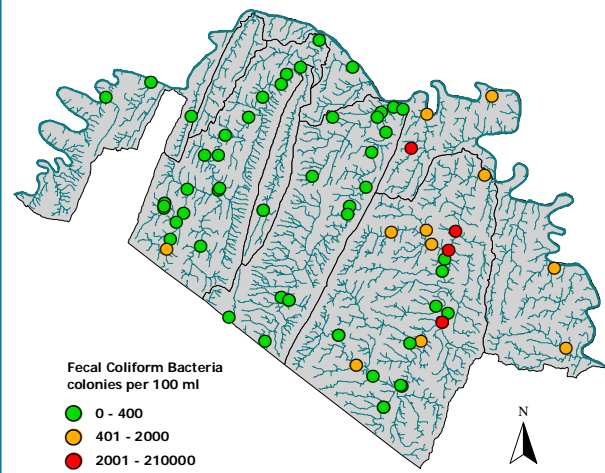 Fecal Coliform Bacteria
colonies per 100 ml
0 - 400
401 - 2000
2001 - 210000
N